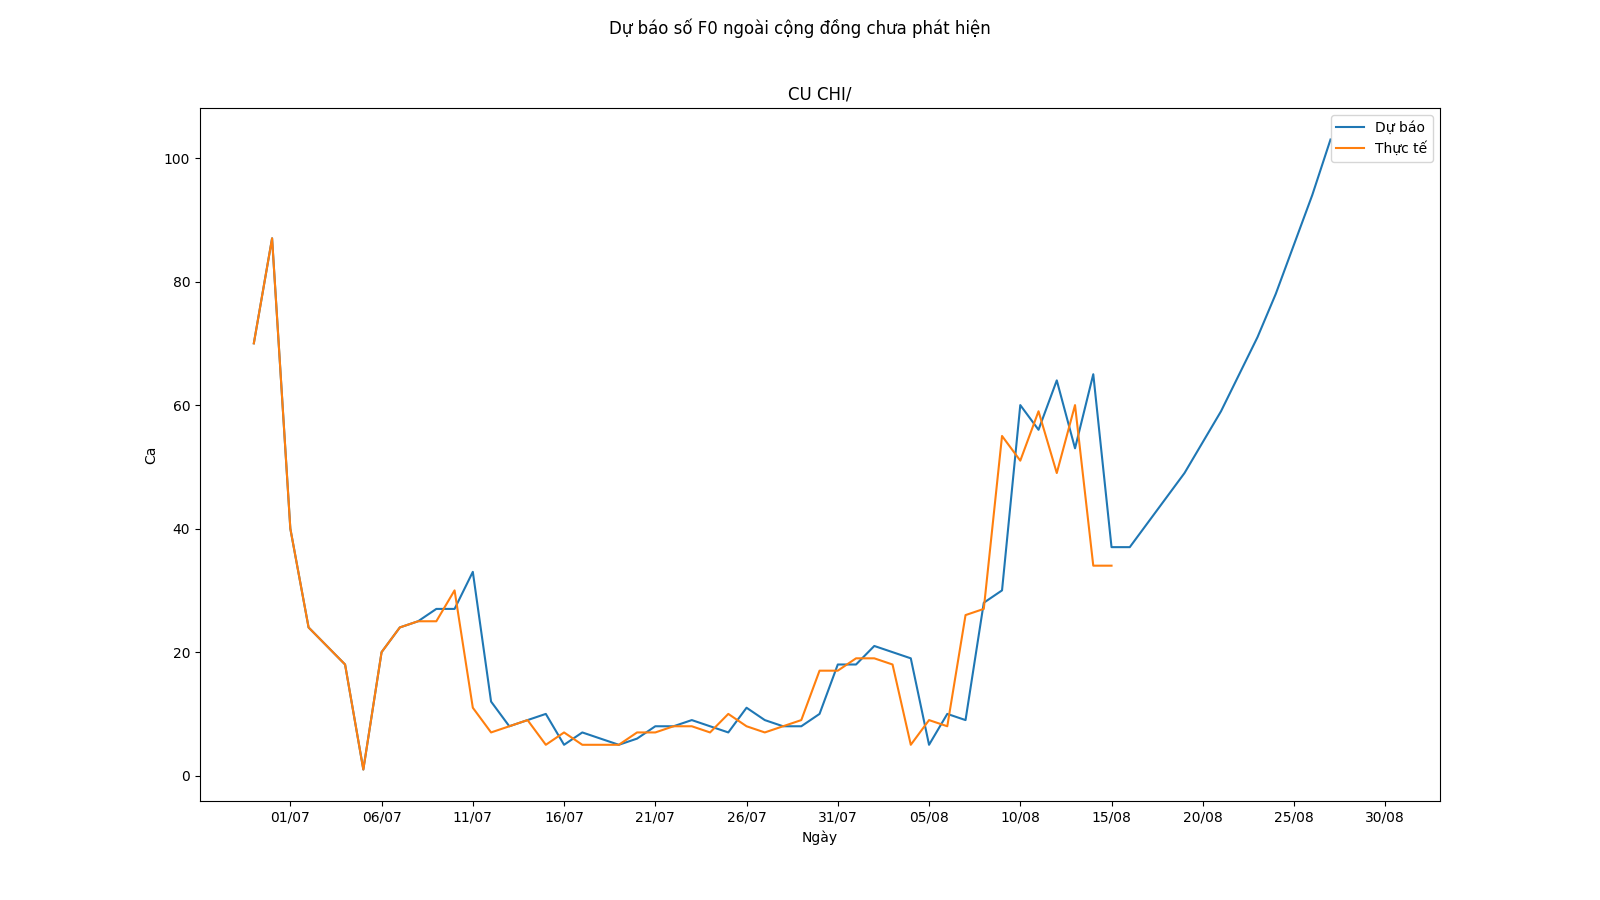 Dự báo số F0 ngoài cộng đồng chưa phát hiện
CU CHI/
Dự báo
Thực tế
100
80
60
40
20
0
Ca
01/07 06/07 11/07 16/07 21/07 26/07 31/07 05/08 10/08 15/08 20/08 25/08 30/08
Ngày